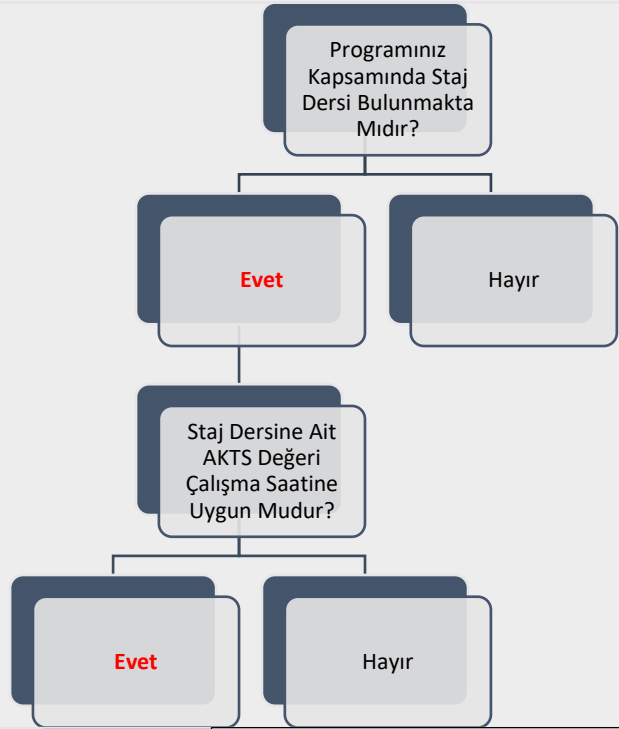 Programınız
Kapsamında Staj
Dersi Bulunmakta
Mıdır?
Evet
Hayır
Staj Dersine Ait
AKTS Değeri
Çalışma Saatine
Uygun Mudur?
Evet
Hayır